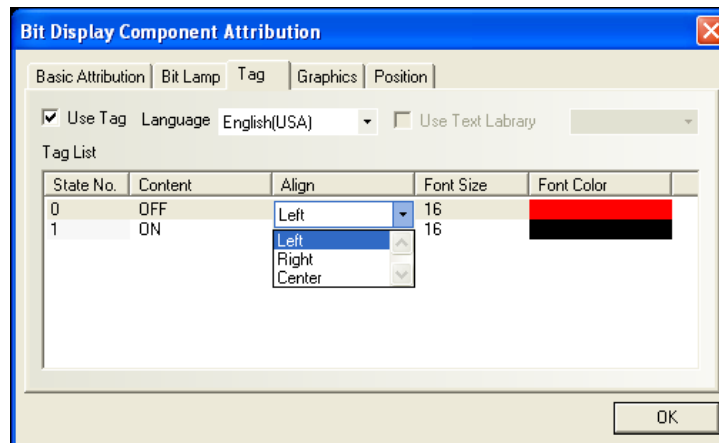 Bit Display Component Attribution
Basic Attribution Bit Lamp Tag Graphics Position
Use Tag Language English(USA) Use Text Labrary
Tag List
State No. Content Align Font Size Font Color
0 OFF Left 16
1 ON 16
Left
Right
Center
OK